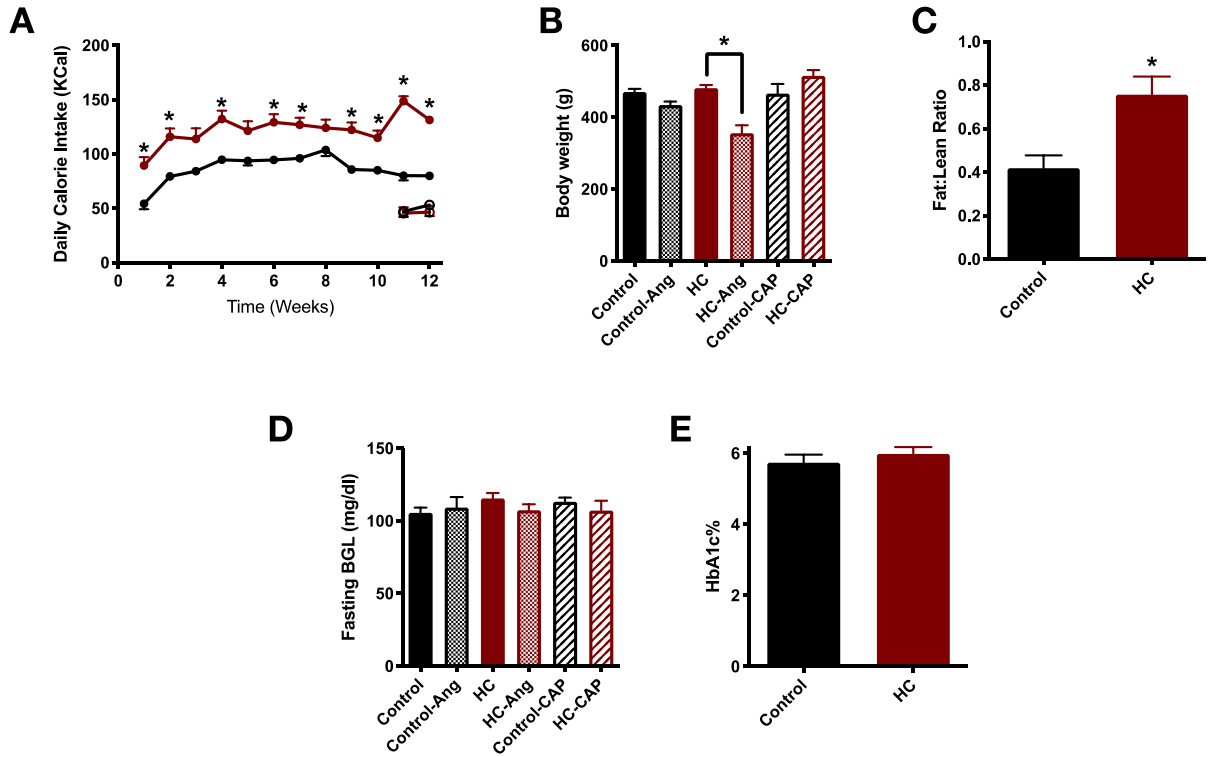 A
Daily Calorie Intake (KCal)
200
150
100
50
0
* * * * * * * * *
0 2 4 6 8 10 12
Time (Weeks)
B
Body weight (g)
600
400
200
0
*
Control
Control-Ang
HC
HC-Ang
Control-CAP
HC-CAP
C
Fat:Lean Ratio
1.0
0.8
0.6
0.4
0.2
0.0
*
Control
HC
D
Fasting BGL (mg/dl)
150
100
50
0
Control
Control-Ang
HC
HC-Ang
Control-CAP
HC-CAP
E
HbA1c%
6
4
2
0
Control
HC